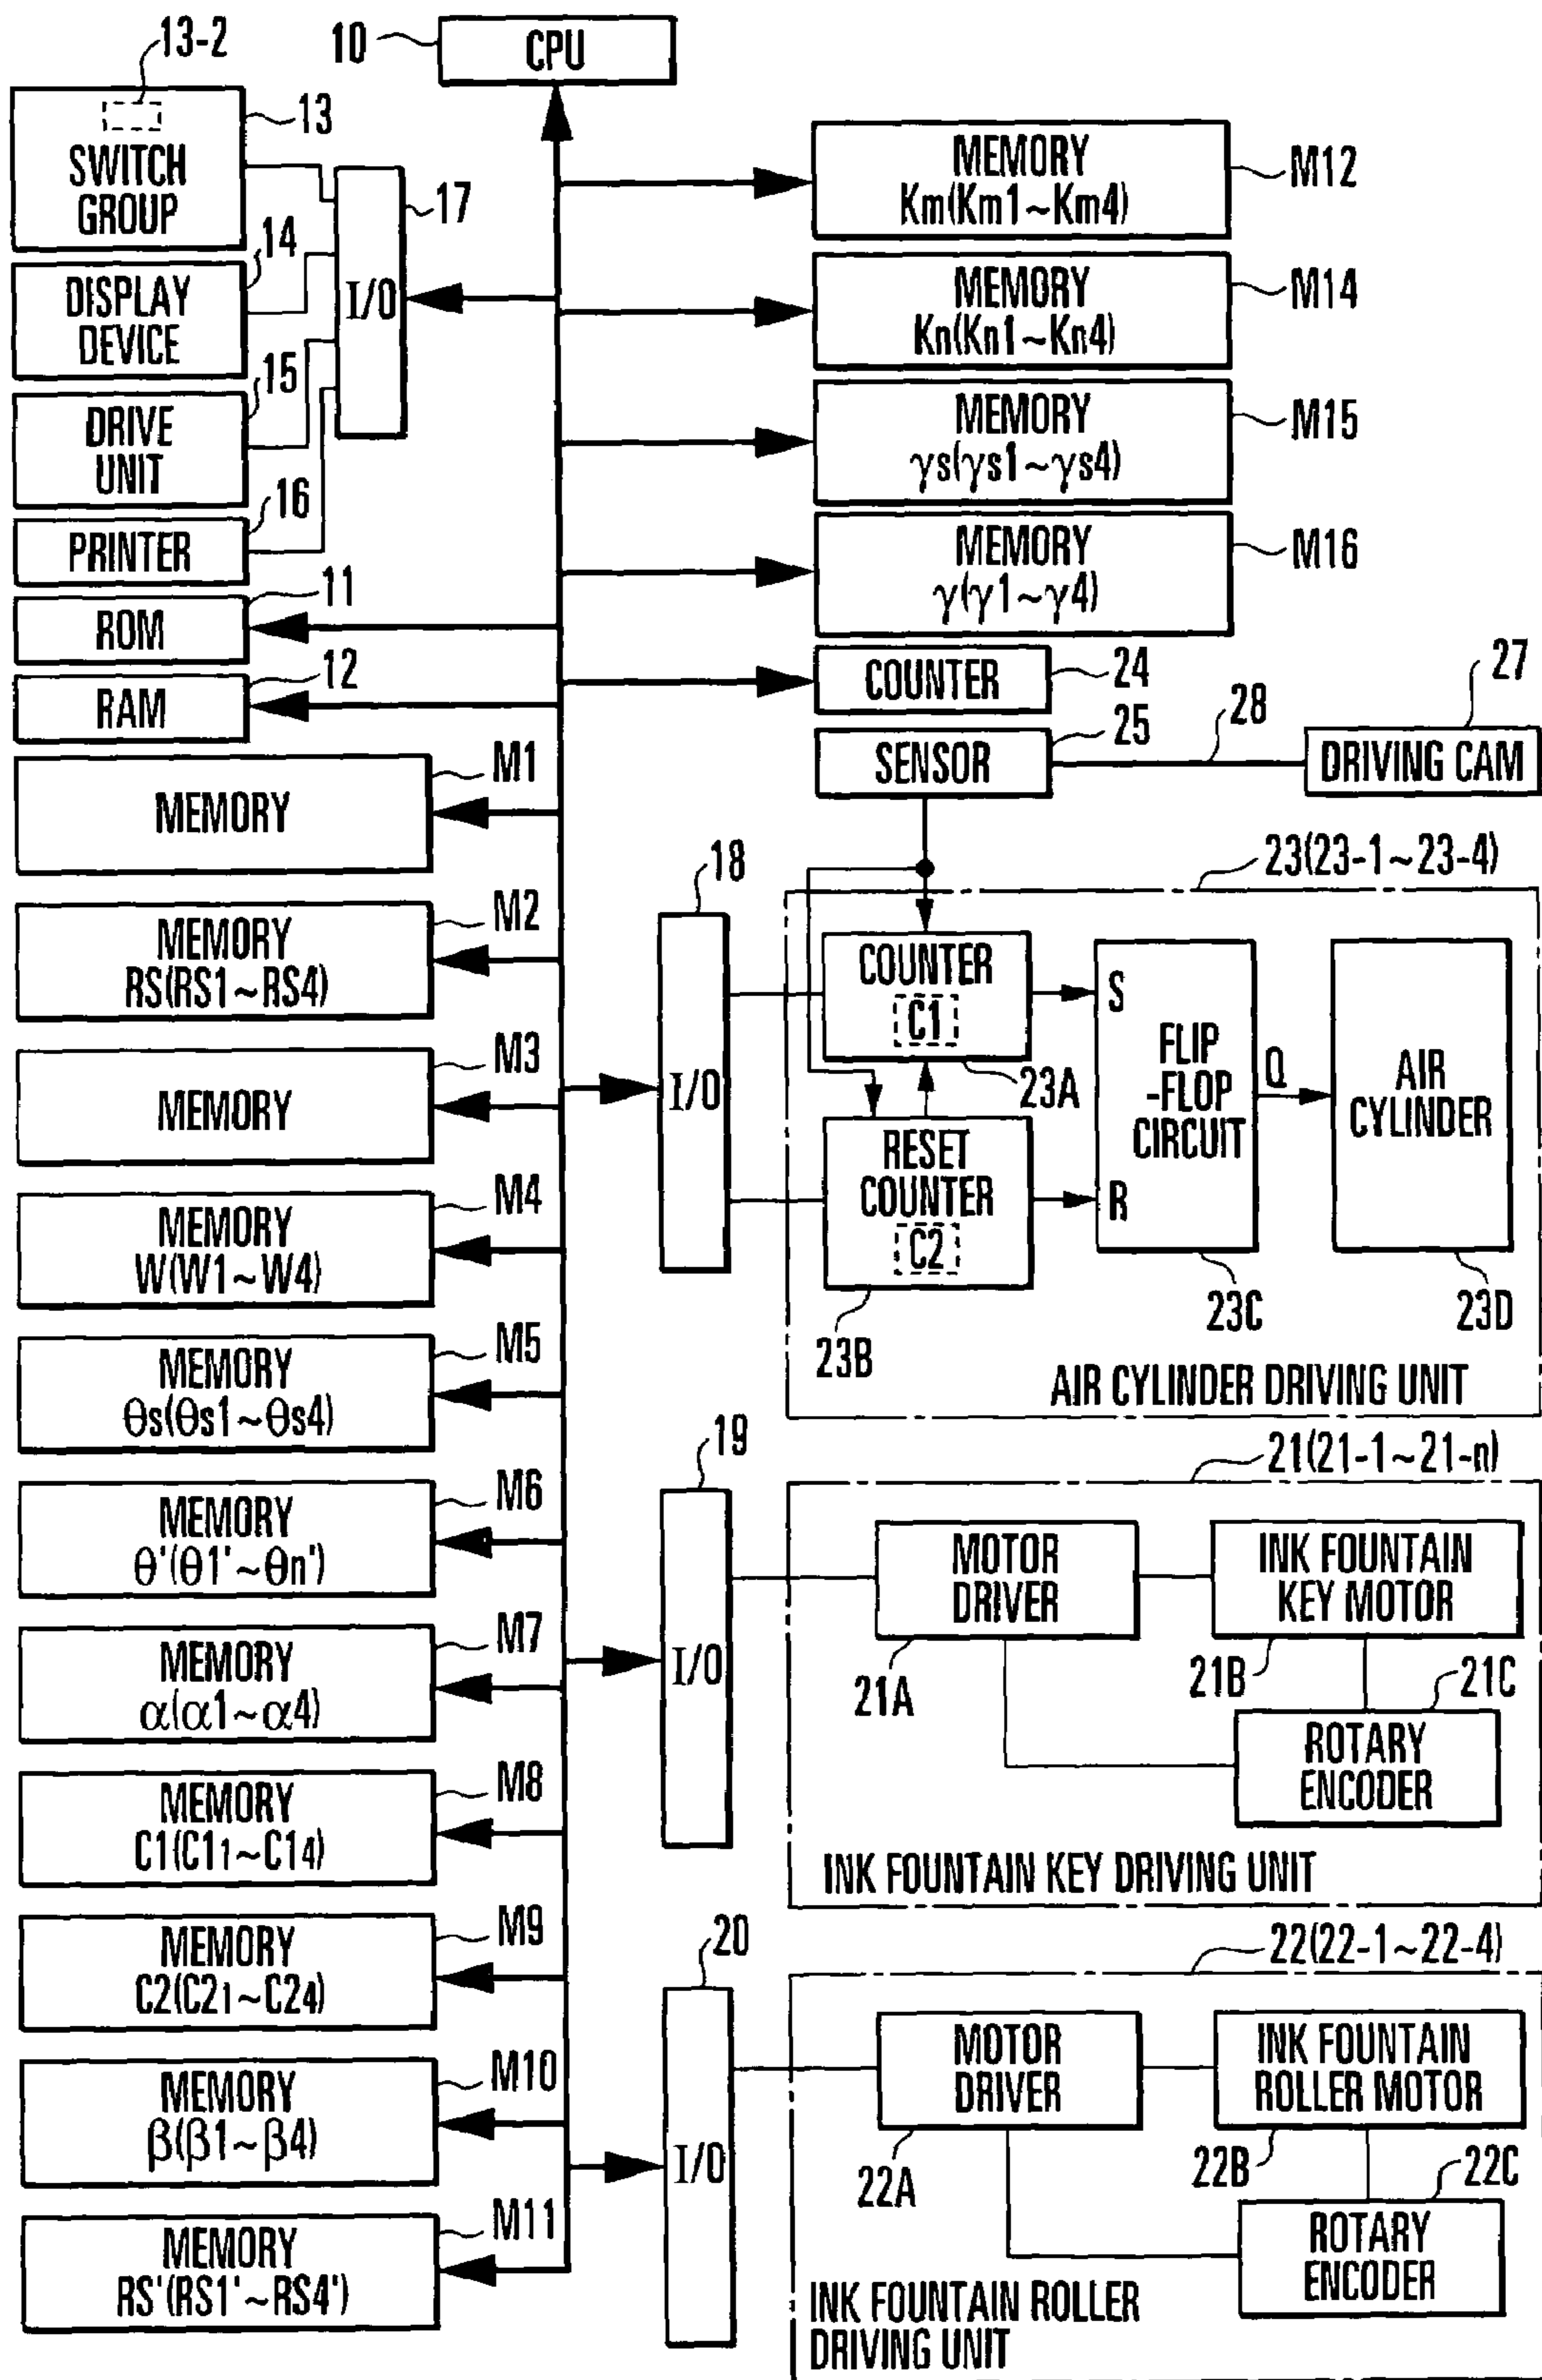 13-2
10
CPU
13
SWITCH
GROUP
17
I/O
14
DISPLAY
DEVICE
15
DRIVE
UNIT
16
PRINTER
11
ROM
12
RAM
M1
MEMORY
M2
MEMORY
RS(RS1~RS4)
M3
MEMORY
M4
MEMORY
W(W1~W4)
M5
MEMORY
θs(θs1~θs4)
M6
MEMORY
θ'(θ1'~θn')
M7
MEMORY
α(α1~α4)
M8
MEMORY
C1(C11~C14)
M9
MEMORY
C2(C21~C24)
M10
MEMORY
β(β1~β4)
M11
MEMORY
RS'(RS1'~RS4')
MEMORY
Km(Km1~Km4)
M12
MEMORY
Kn(Kn1~Kn4)
M14
MEMORY
γs(γs1~γs4)
M15
MEMORY
γ(γ1~γ4)
M16
COUNTER
24
SENSOR
25
28
27
DRIVING CAM
18
I/O
23(23-1~23-4)
COUNTER
C1
23A
RESET
COUNTER
C2
23B
S
R
FLIP
-FLOP
CIRCUIT
Q
23C
AIR
CYLINDER
23D
AIR CYLINDER DRIVING UNIT
19
I/O
21(21-1~21-n)
MOTOR
DRIVER
21A
INK FOUNTAIN
KEY MOTOR
21B
21C
ROTARY
ENCODER
INK FOUNTAIN KEY DRIVING UNIT
20
I/O
22(22-1~22-4)
MOTOR
DRIVER
22A
INK FOUNTAIN
ROLLER MOTOR
22B
22C
ROTARY
ENCODER
INK FOUNTAIN ROLLER
DRIVING UNIT